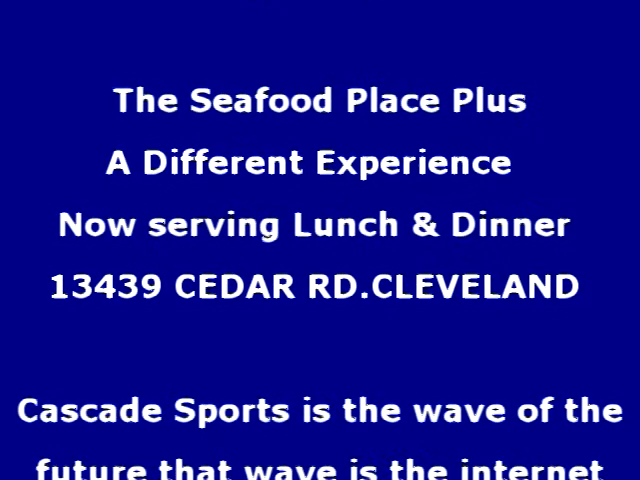 The Seafood Place Plus
A Different Experience
Now serving Lunch & Dinner
13439 CEDAR RD.CLEVELAND
Cascade Sports is the wave of the
future that wave is the internet